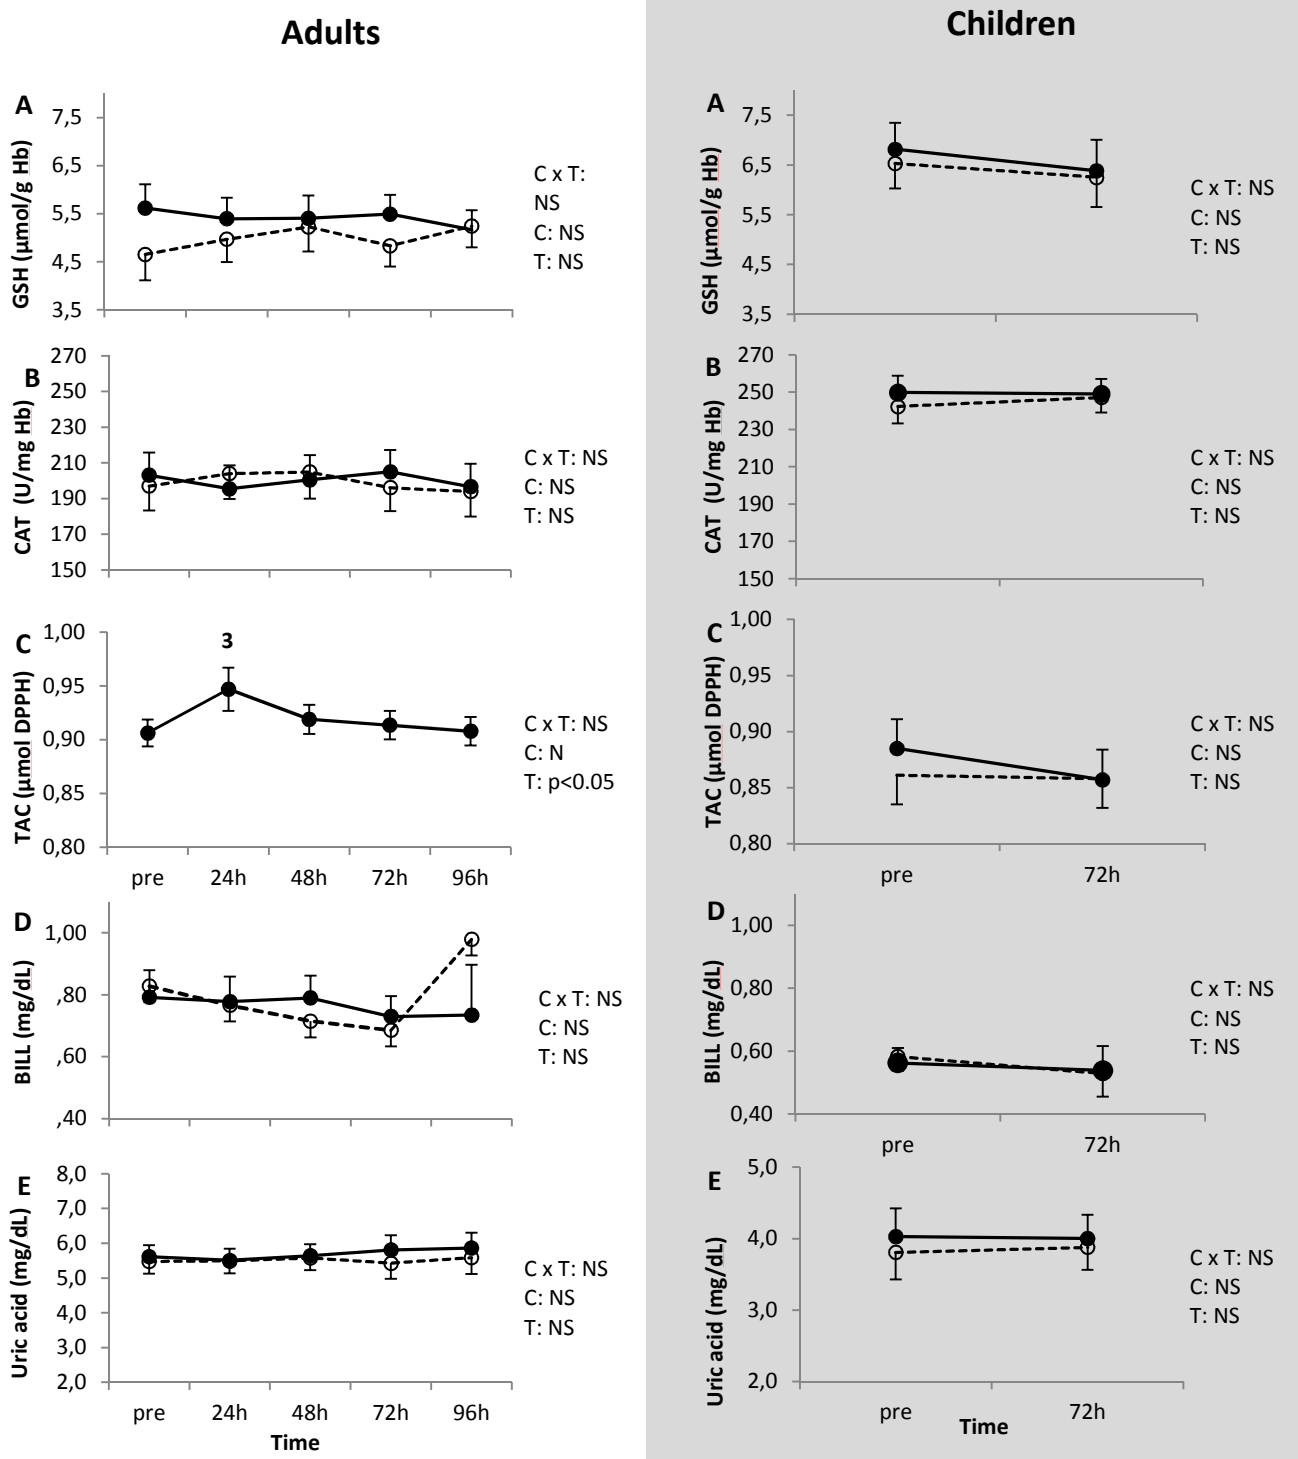 Adults
A
7,5
6,5
5,5
4,5
3,5
GSH (µmol/g Hb)
C x T:
NS
C: NS
T: NS
B
270
250
230
210
190
170
150
CAT (U/mg Hb)
C x T: NS
C: NS
T: NS
C
1,00
0,95
0,90
0,85
0,80
TAC (µmol DPPH)
3
C x T: NS
C: N
T: p<0.05
pre 24h 48h 72h 96h
D
1,00
,80
,60
,40
BILL (mg/dL)
C x T: NS
C: NS
T: NS
E
8,0
7,0
6,0
5,0
4,0
3,0
2,0
Uric acid (mg/dL)
C x T: NS
C: NS
T: NS
pre 24h 48h 72h 96h
Time
Children
A
7,5
6,5
5,5
4,5
3,5
GSH (µmol/g Hb)
C x T: NS
C: NS
T: NS
B
270
250
230
210
190
170
150
CAT (U/mg Hb)
C x T: NS
C: NS
T: NS
C
1,00
0,95
0,90
0,85
0,80
TAC (µmol DPPH)
C x T: NS
C: NS
T: NS
pre 72h
D
1,00
0,80
0,60
0,40
BILL (mg/dL)
C x T: NS
C: NS
T: NS
pre 72h
E
5,0
4,0
3,0
2,0
Uric acid (mg/dL)
C x T: NS
C: NS
T: NS
pre 72h
Time